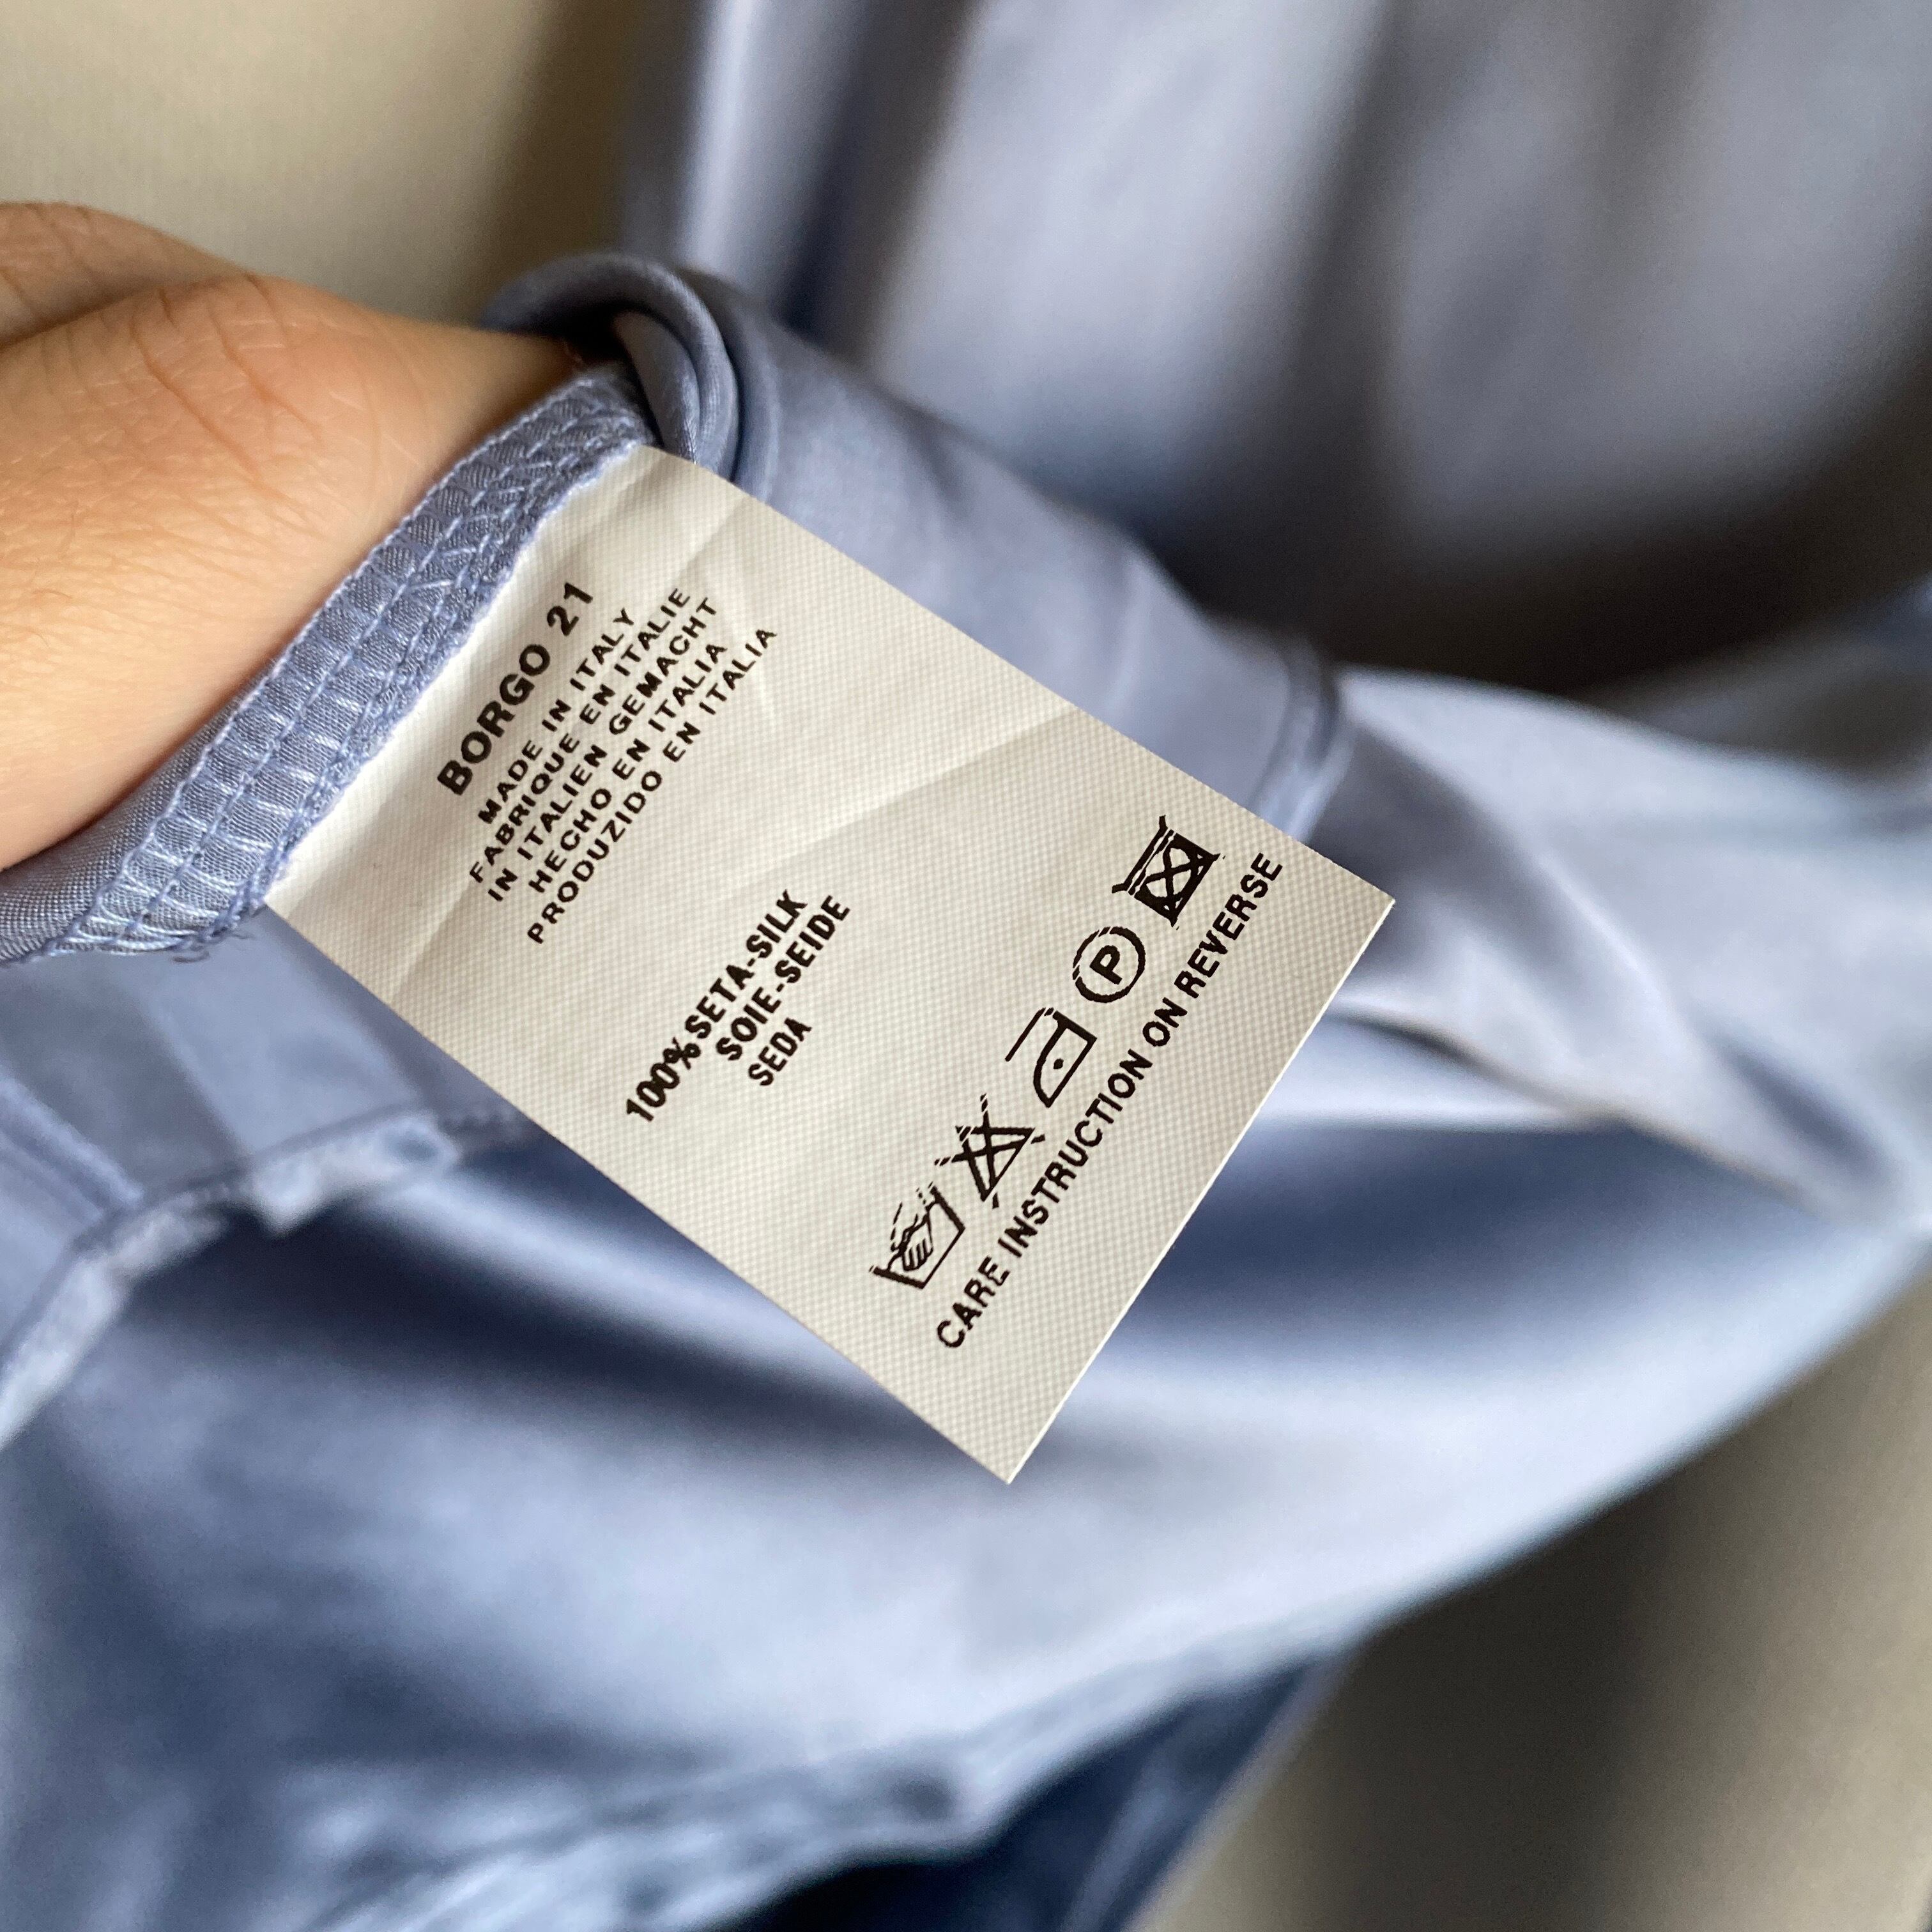 BORGO 21
MADE IN ITALY
FABRIQUE EN ITALIE
IN ITALIEN GEMACHT
HECHO EN ITALIA
PRODUZIDO EN ITALIA
100% SETA-SILK
SOIE-SEIDE
SEDA
P
CARE INSTRUCTION ON REVERSE